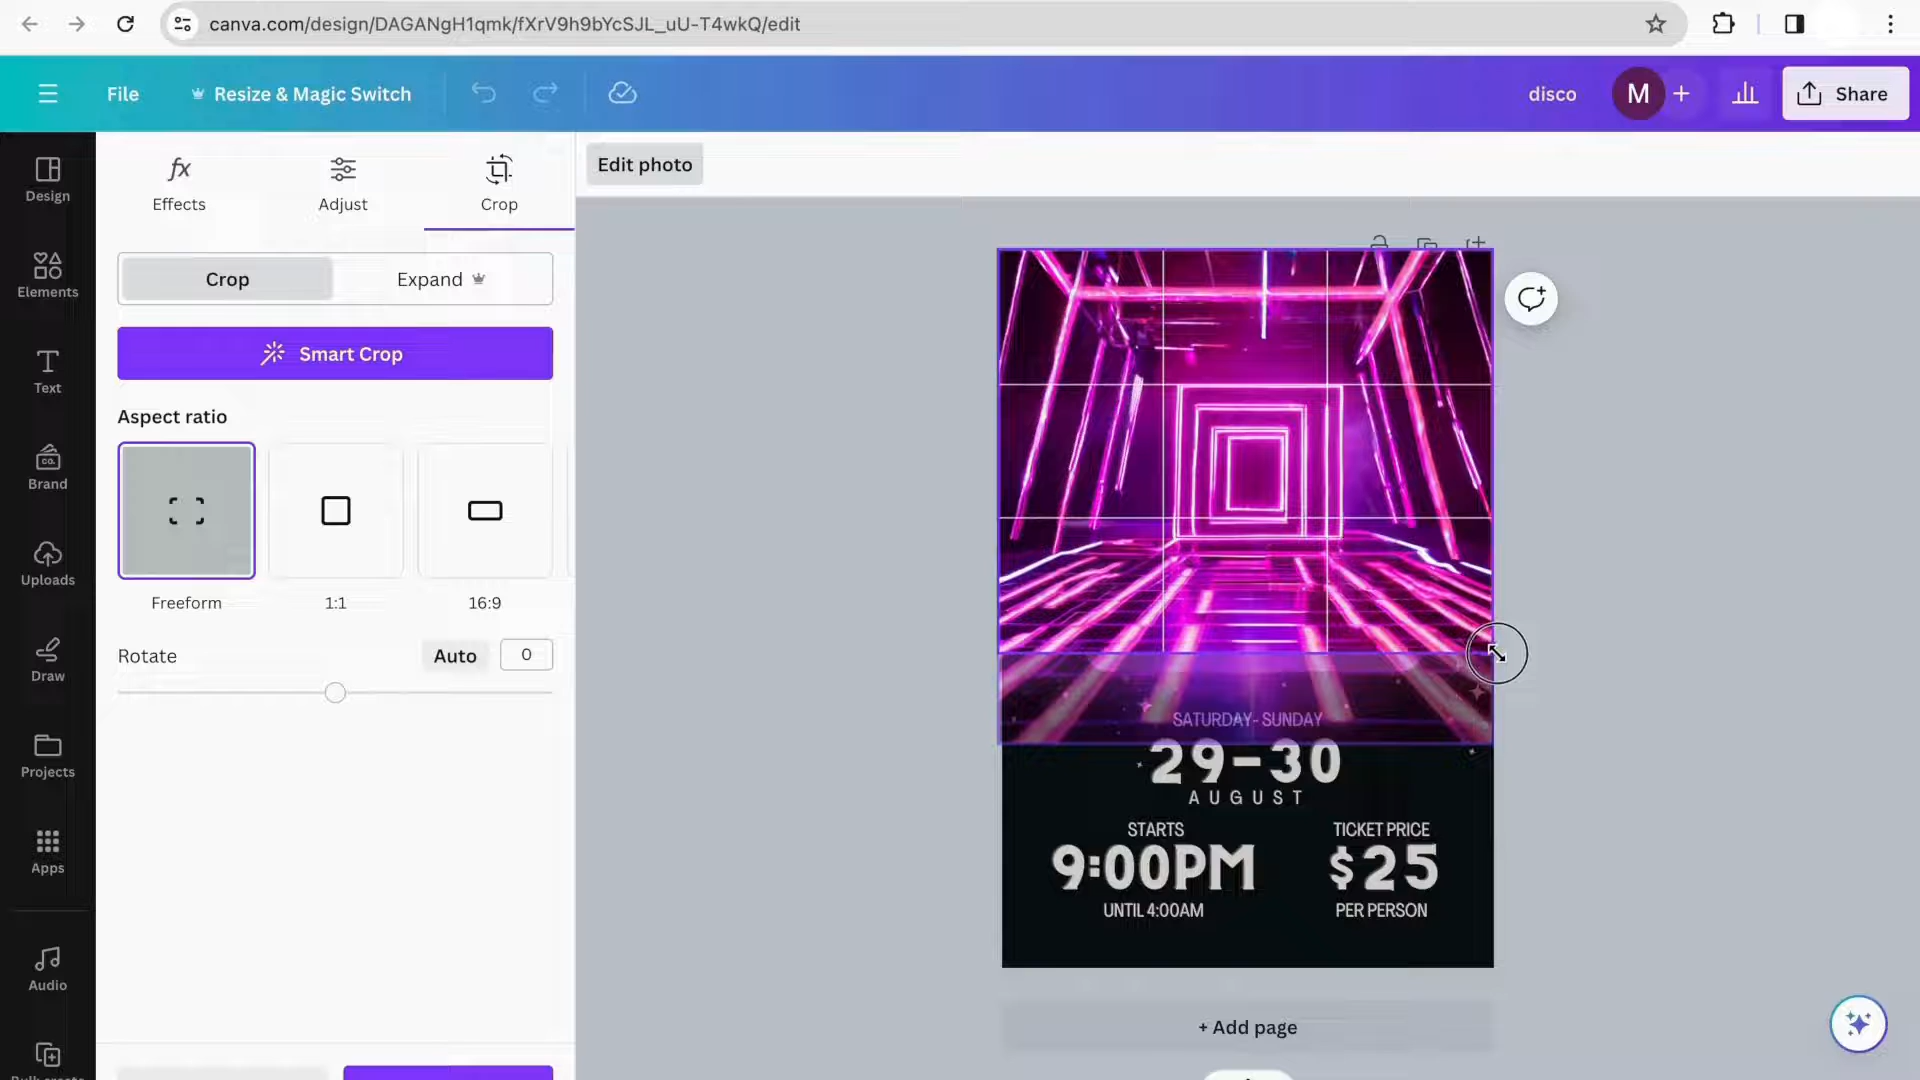 canva.com/design/DAGANgH1qmk/fXrV9h9bYcSJL_uU-T4wkQ/edit
File
Resize & Magic Switch
disco
M
+
Share
Design
Elements
Text
co.
Brand
Uploads
Draw
Projects
Apps
Audio
fx
Effects
Adjust
Crop
Crop
Expand
Smart Crop
Aspect ratio
Freeform
1:1
16:9
Rotate
Auto
0
Edit photo
SATURDAY- SUNDAY
29-30
AUGUST
STARTS
9:00PM
UNTIL 4:00AM
TICKET PRICE
$25
PER PERSON
+ Add page